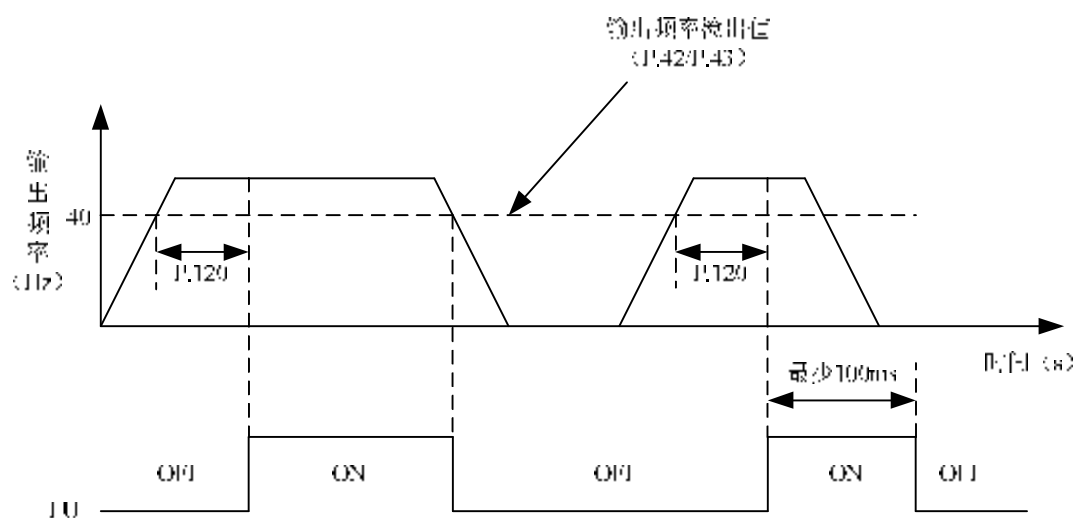 输出频率检出值
(P.42/P.43)
输出频率
(Hz)
40
P.120
P.120
时间(s)
最少100ms
OFF
ON
OFF
ON
OFF
FU